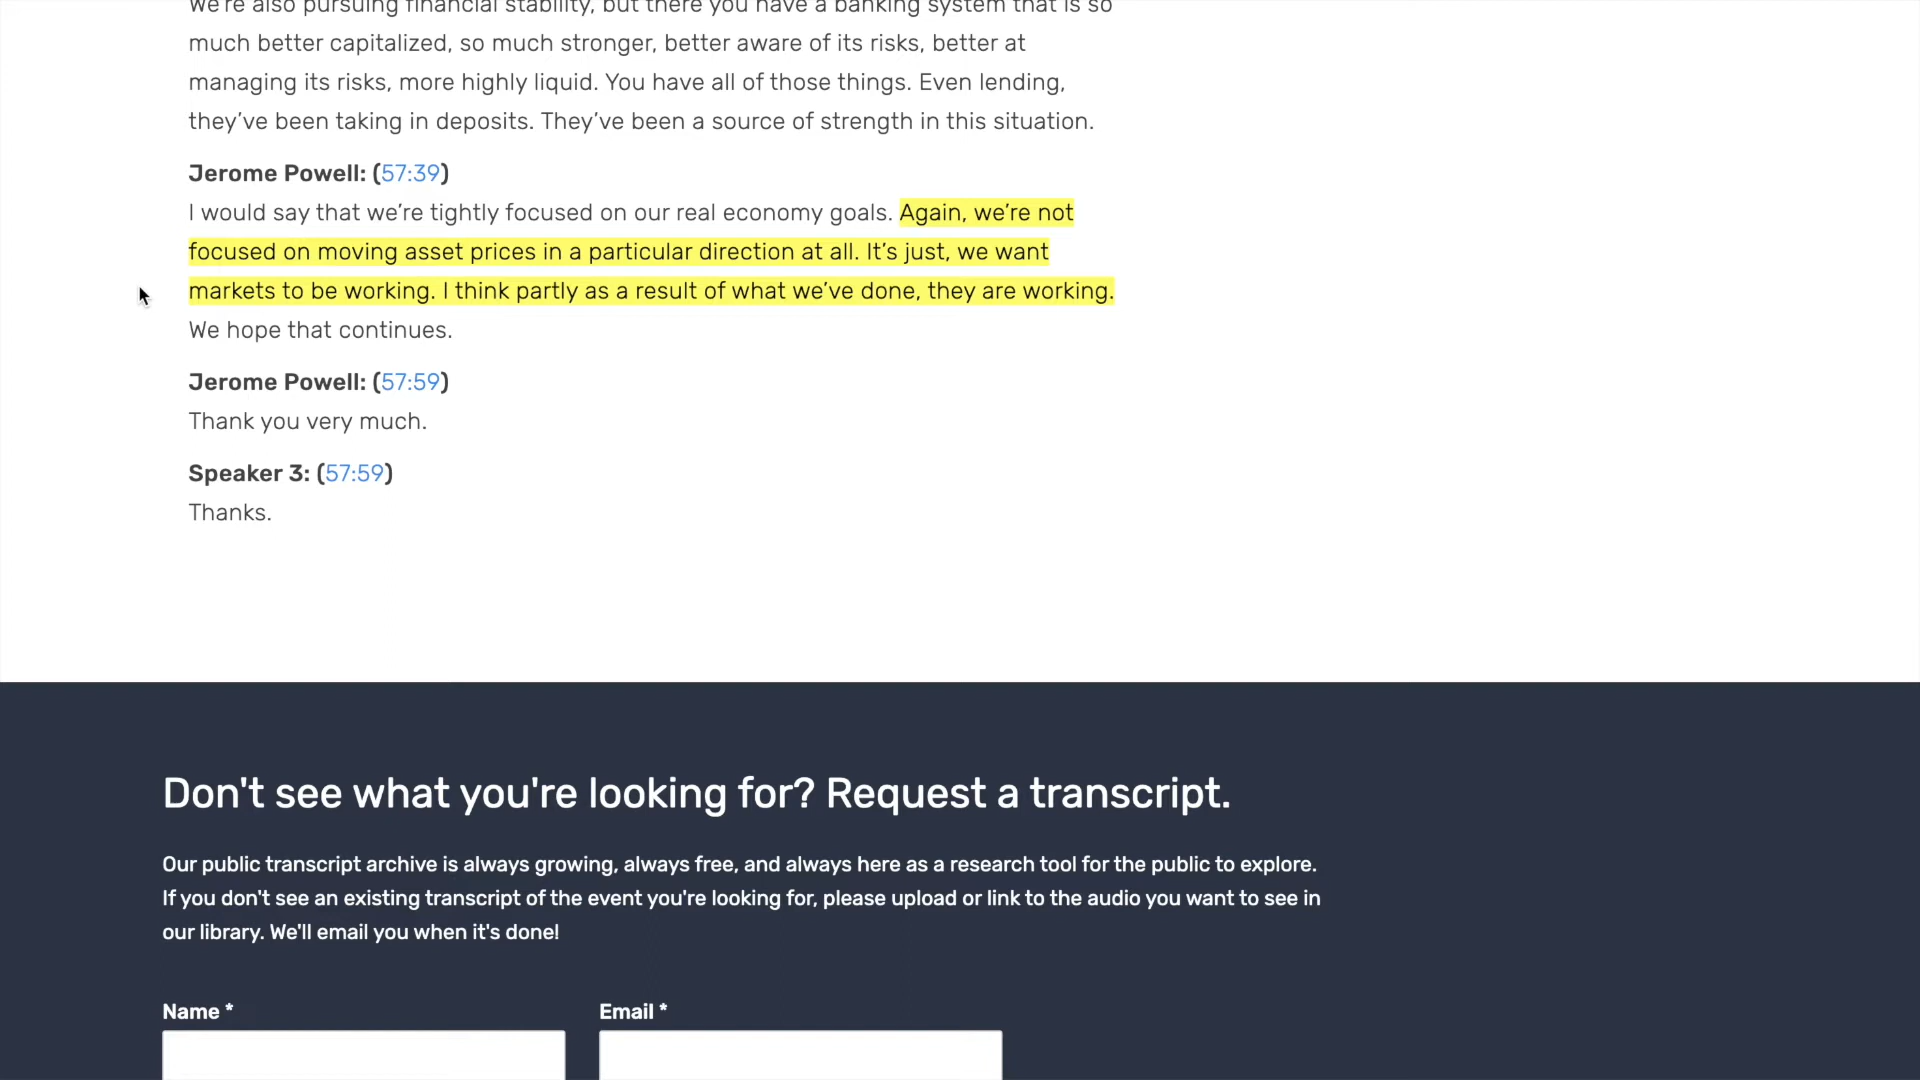 We're also pursuing financial stability, but there you have a banking system that is so
much better capitalized, so much stronger, better aware of its risks, better at
managing its risks, more highly liquid. You have all of those things. Even lending,
they've been taking in deposits. They've been a source of strength in this situation.
Jerome Powell: (57:39)
I would say that we're tightly focused on our real economy goals. Again, we're not
focused on moving asset prices in a particular direction at all. It's just, we want
markets to be working. I think partly as a result of what we've done, they are working.
We hope that continues.
Jerome Powell: (57:59)
Thank you very much.
Speaker 3: (57:59)
Thanks.
Don't see what you're looking for? Request a transcript.
Our public transcript archive is always growing, always free, and always here as a research tool for the public to explore.
If you don't see an existing transcript of the event you're looking for, please upload or link to the audio you want to see in
our library. We'll email you when it's done!
Name * Email *